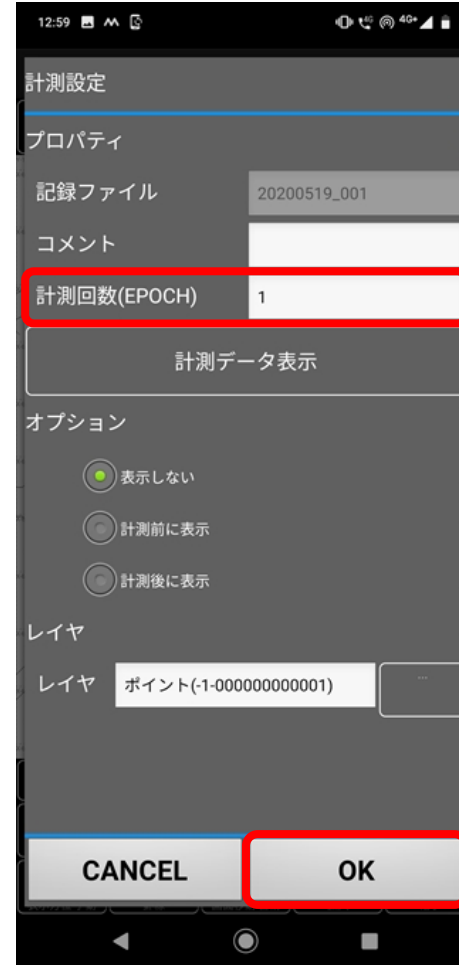 12:59 4G 4G+
計測設定
プロパティ
記録ファイル 20200519_001
コメント
計測回数(EPOCH) 1
計測データ表示
オプション
表示しない
計測前に表示
計測後に表示
レイヤ
レイヤ ポイント(-1-000000000001) ...
CANCEL OK